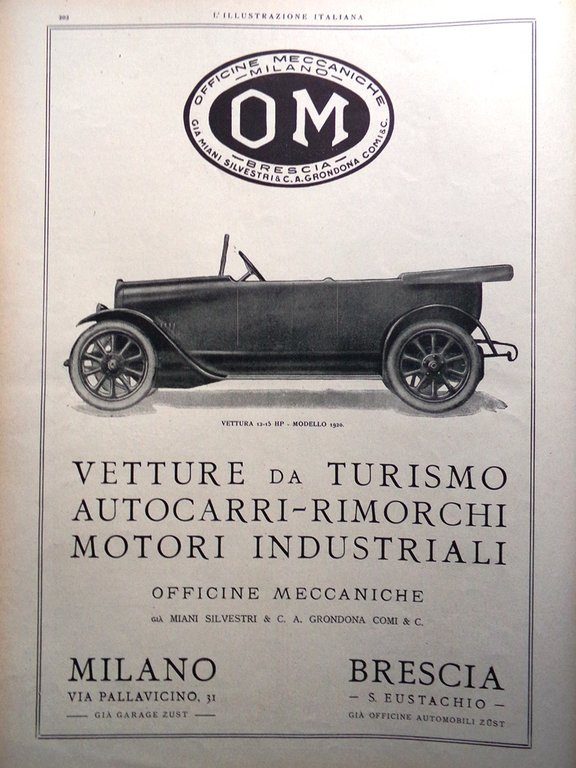 202 L'ILLUSTRAZIONE ITALIANA
OFFICINE MECCANICHE
—MILANO—
OM
—BRESCIA—
GIÀ MIANI SILVESTRI & C. A. GRONDONA COMI & C.
VETTURA 12-15 HP - MODELLO 1920.
VETTURE DA TURISMO
AUTOCARRI-RIMORCHI
MOTORI INDUSTRIALI
OFFICINE MECCANICHE
GIÀ MIANI SILVESTRI & C. A. GRONDONA COMI & C.
MILANO
VIA PALLAVICINO, 31
— GIÀ GARAGE ZUST —
BRESCIA
— S. EUSTACHIO —
GIÀ OFFICINE AUTOMOBILI ZÜST